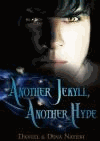 Another Jekyll,
Another Hyde
Daniel & Dina Nayeri